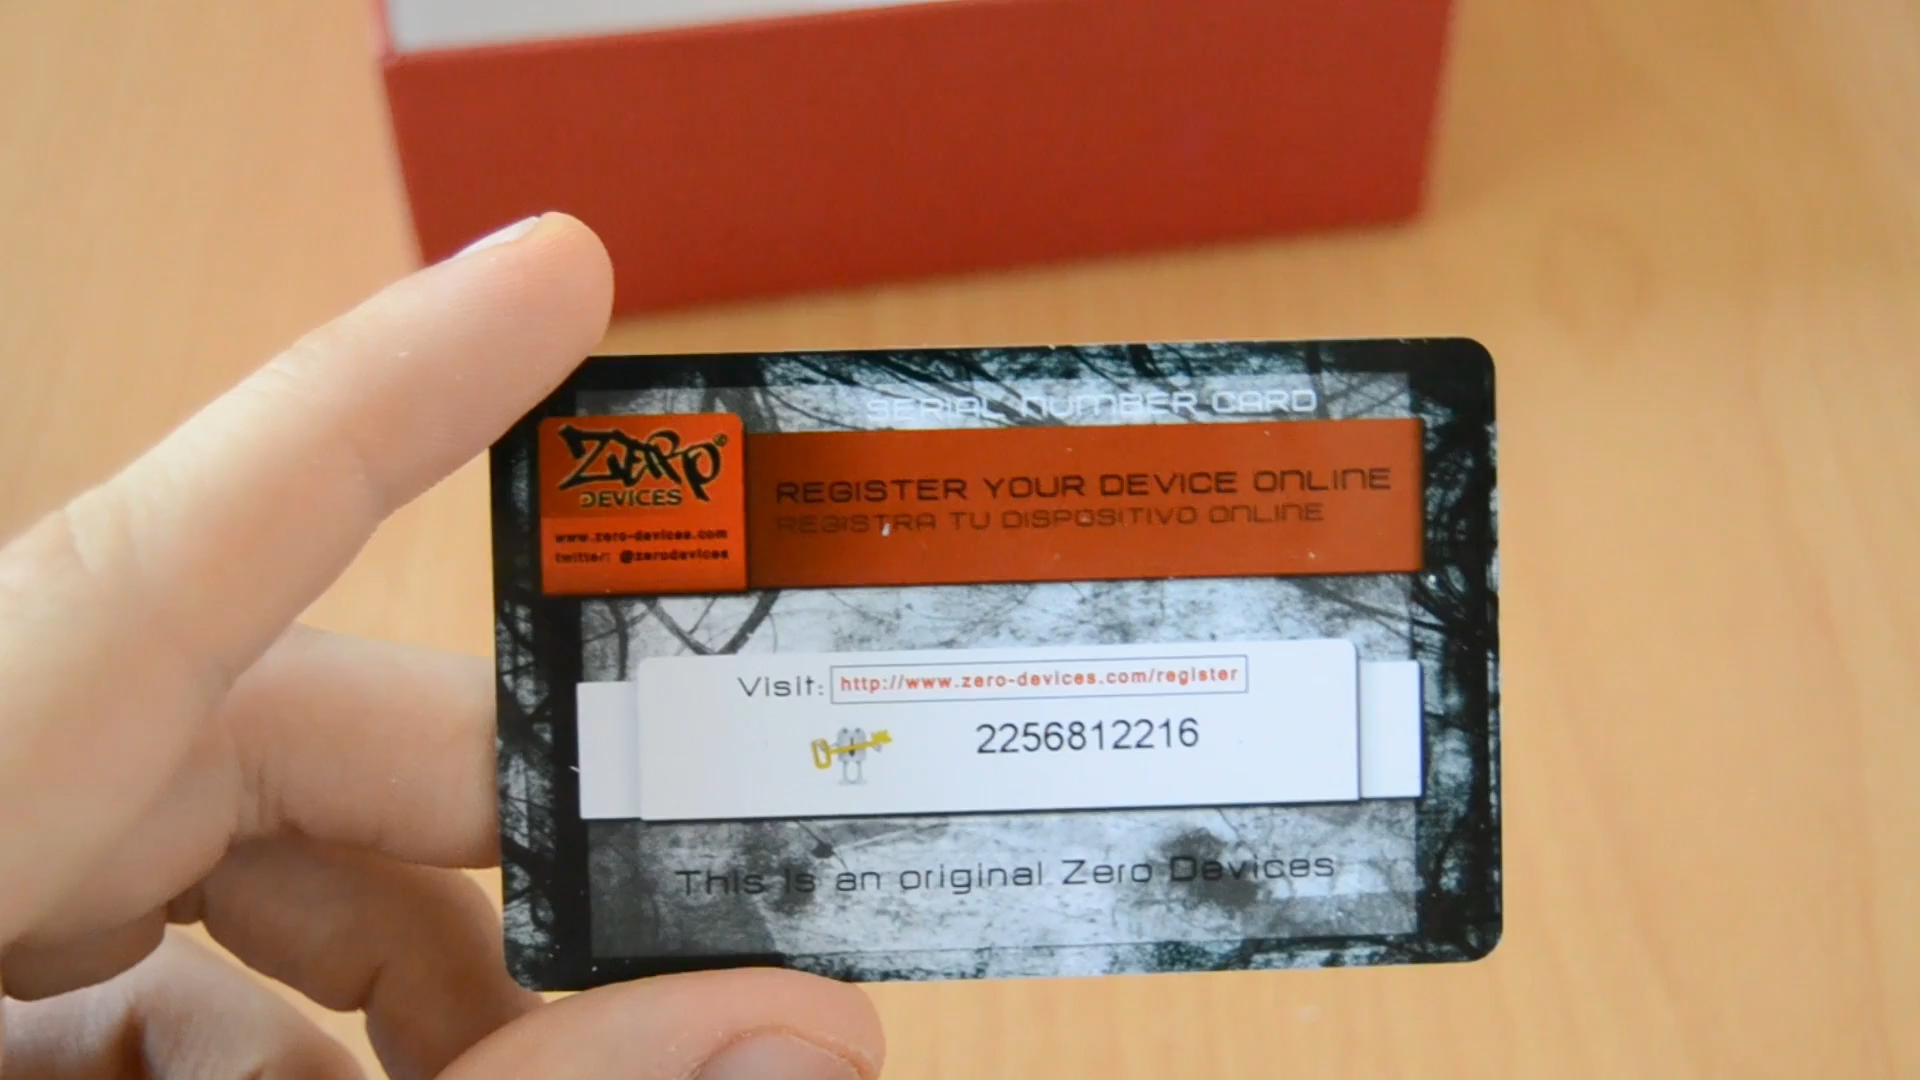 SERIAL NUMBER CARD
ZERO®
DEVICES
www.zero-devices.com
twitter: @zerodevices
REGISTER YOUR DEVICE ONLINE
REGISTRA TU DISPOSITIVO ONLINE
Visit: http://www.zero-devices.com/register
2256812216
This is an original Zero Devices